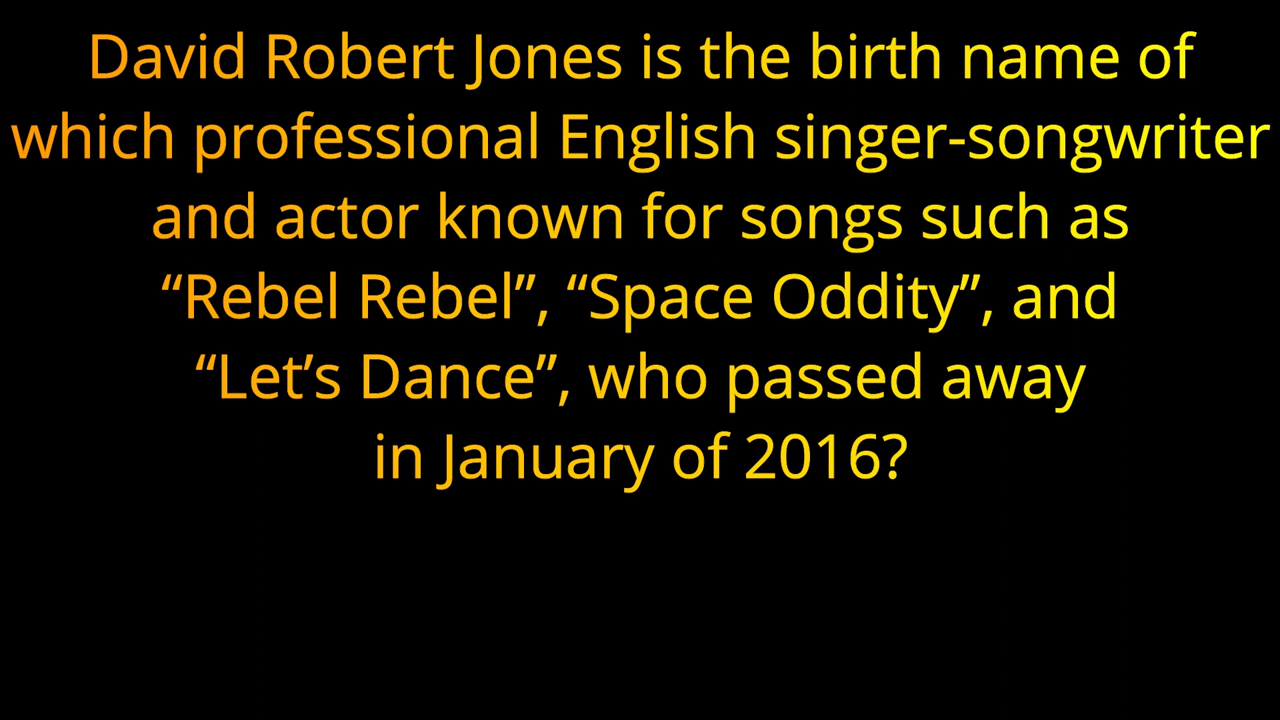 David Robert Jones is the birth name of
which professional English singer-songwriter
and actor known for songs such as
“Rebel Rebel”, “Space Oddity”, and
“Let’s Dance”, who passed away
in January of 2016?